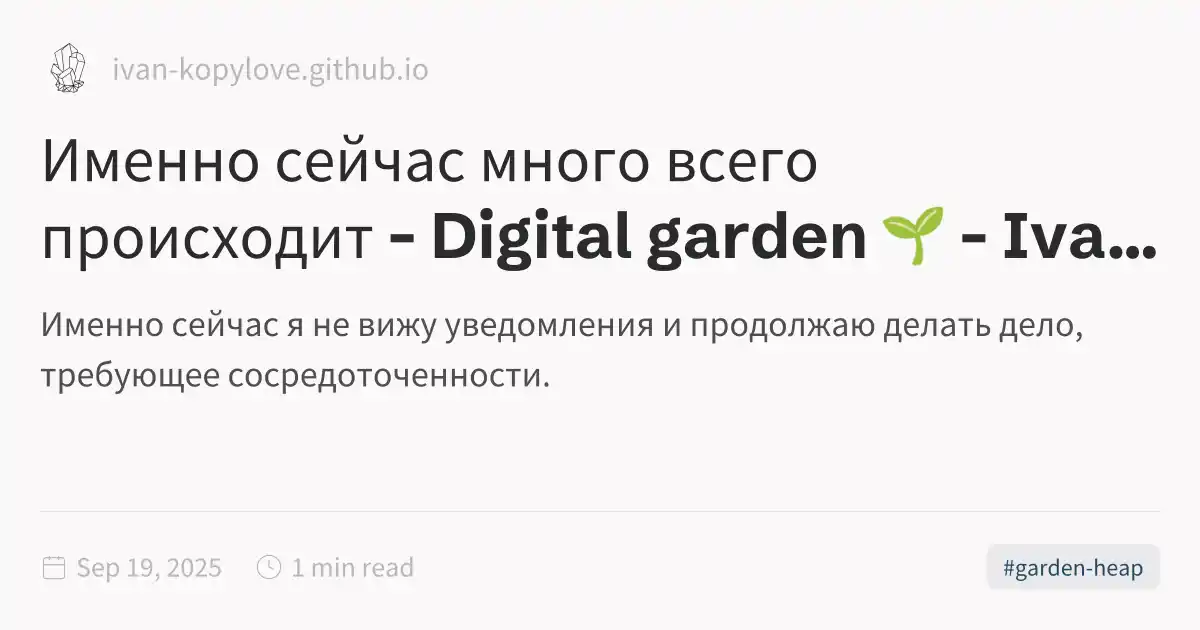 ivan-kopylove.github.io
Именно сейчас много всего
происходит - Digital garden 🌱 - Iva...
Именно сейчас я не вижу уведомления и продолжаю делать дело,
требующее сосредоточенности.
Sep 19, 2025 1 min read #garden-heap